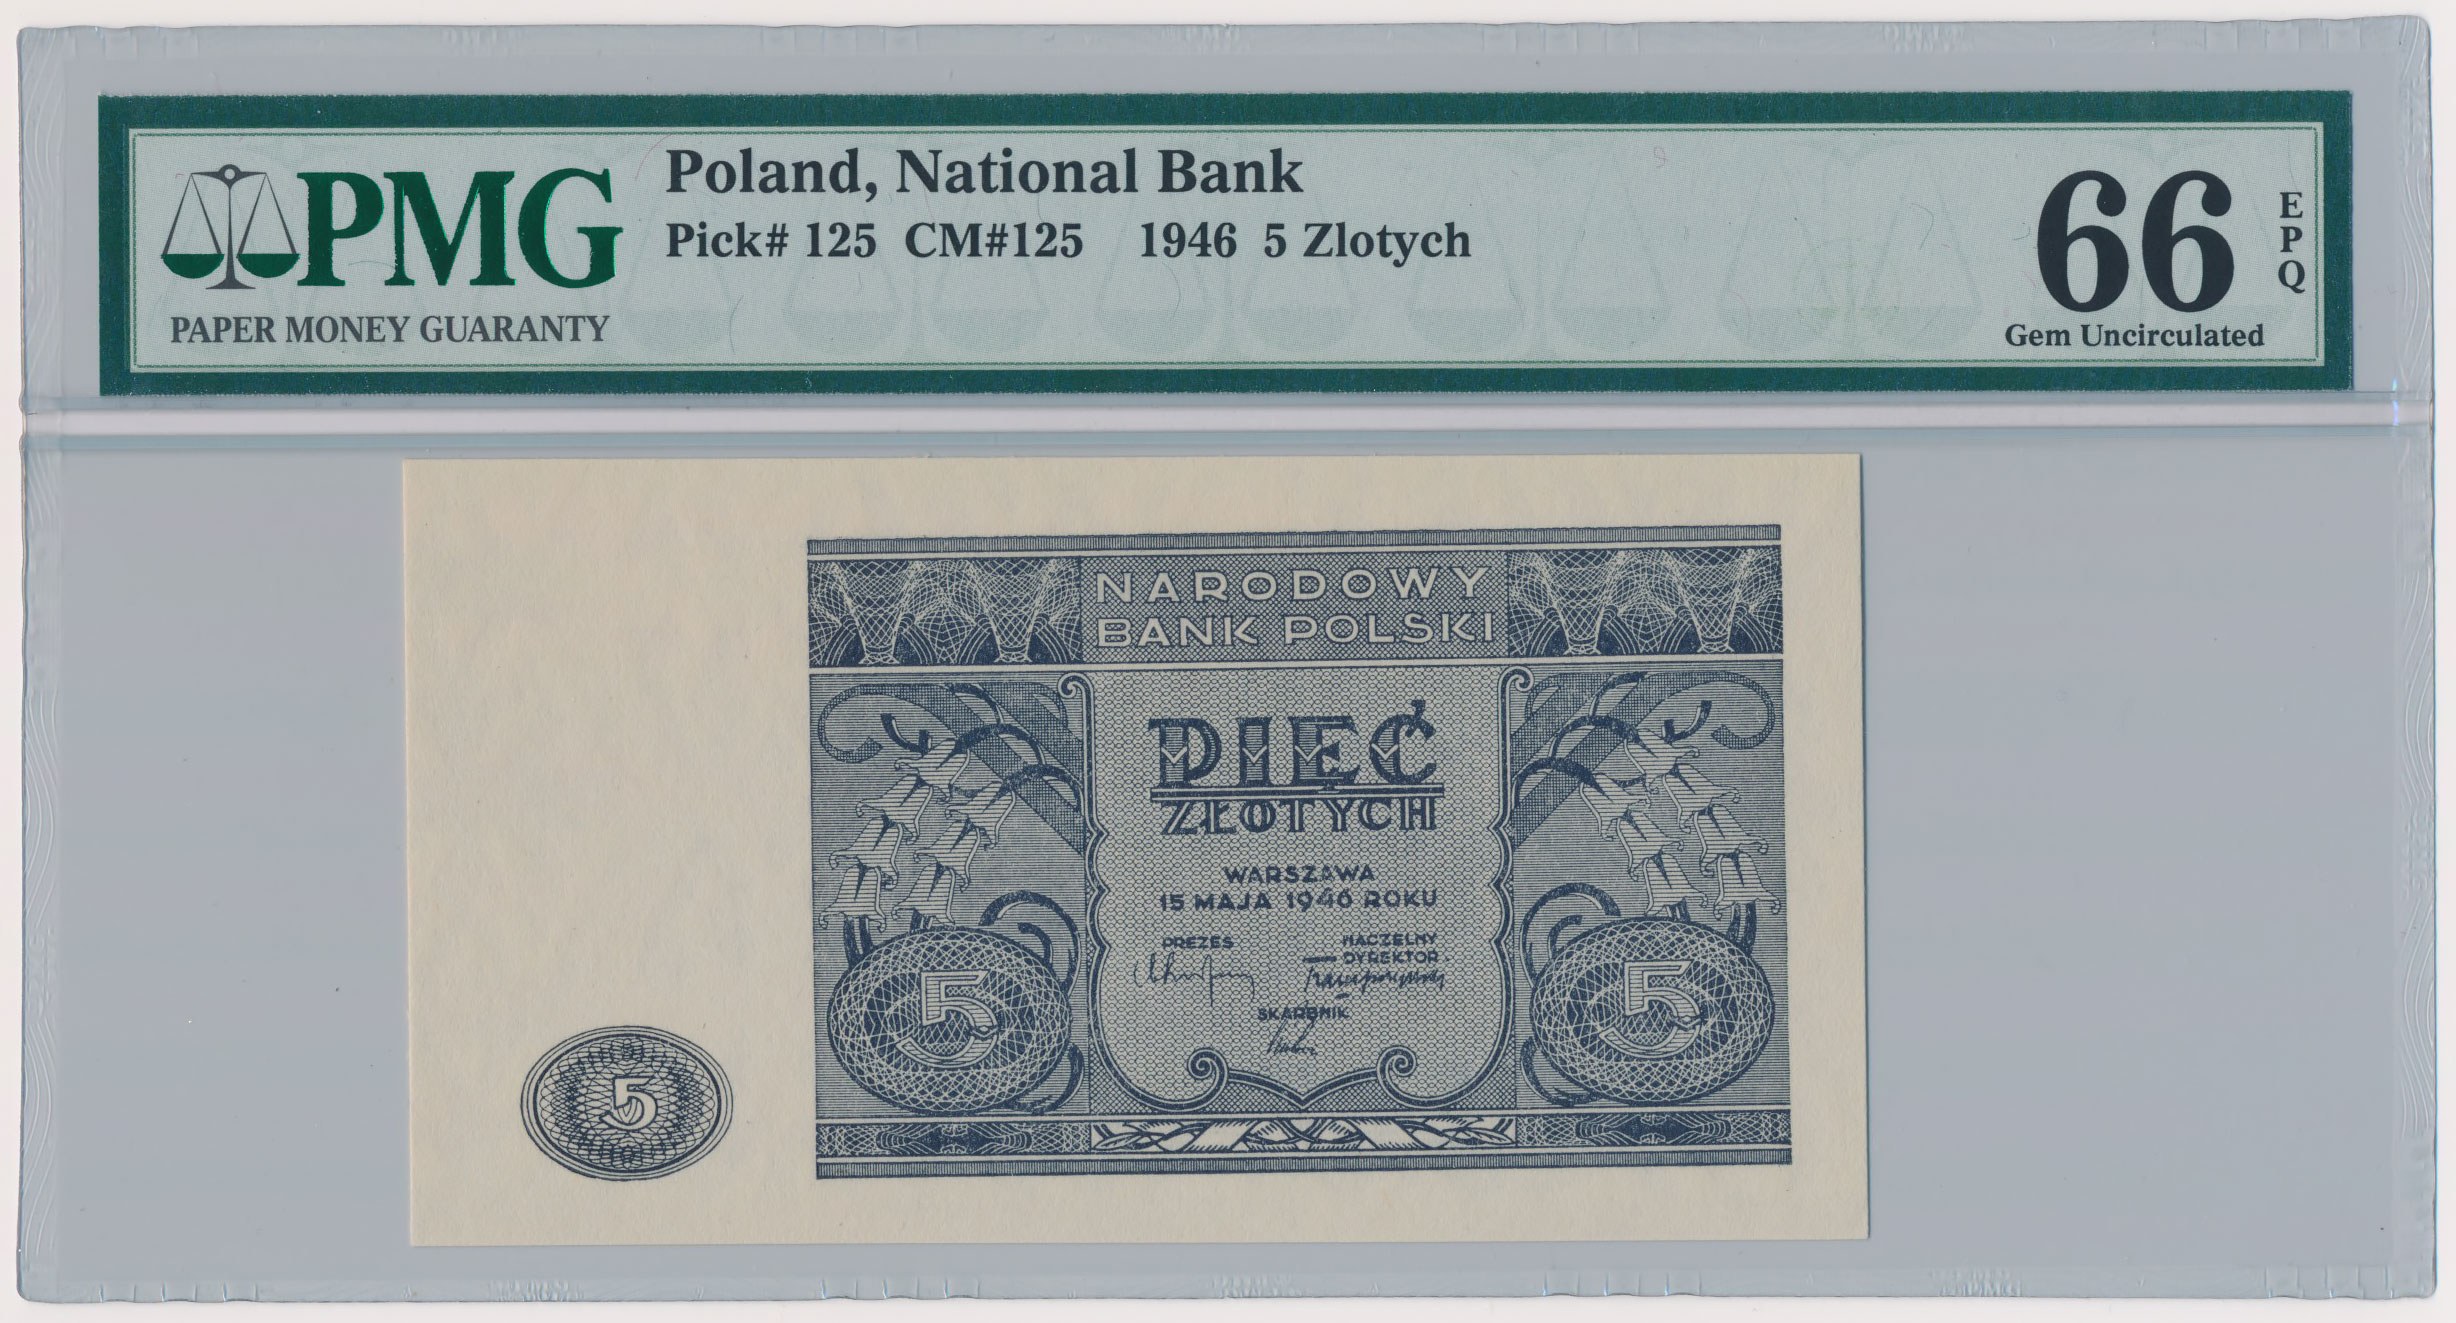 PMG
PAPER MONEY GUARANTY
Poland, National Bank
Pick# 125 CM#125 1946 5 Zlotych
66
EPQ
Gem Uncirculated
NARODOWY
BANK POLSKI
PIĘĆ
ZŁOTYCH
WARSZAWA
15 MAJA 1946 ROKU
PREZES
NACZELNY
DYREKTOR
SKARBNIK
5
5
5